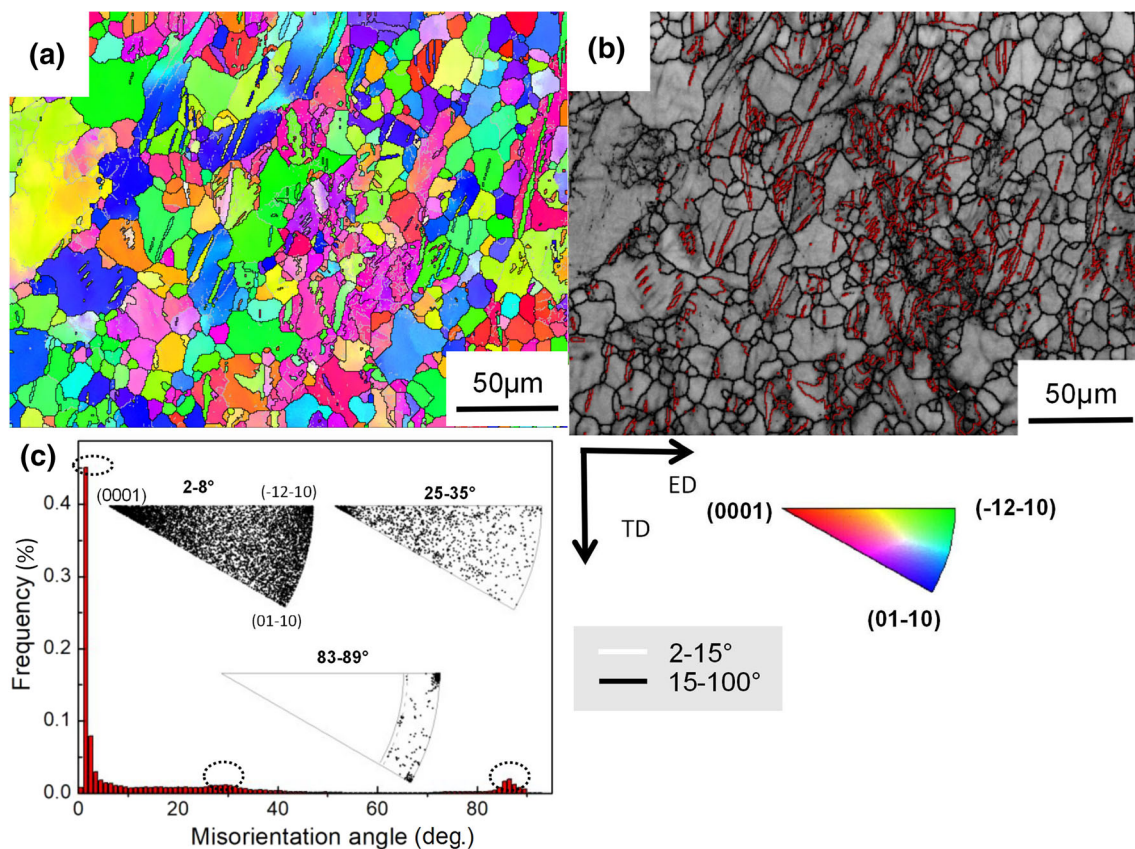 (a)
50μm
(b)
50μm
(c)
Frequency (%)
0.4
0.3
0.2
0.1
0.0
0
20
40
60
80
Misorientation angle (deg.)
2-8°
(0001)
(-12-10)
(01-10)
25-35°
83-89°
ED
TD
(0001)
(-12-10)
(01-10)
2-15°
15-100°